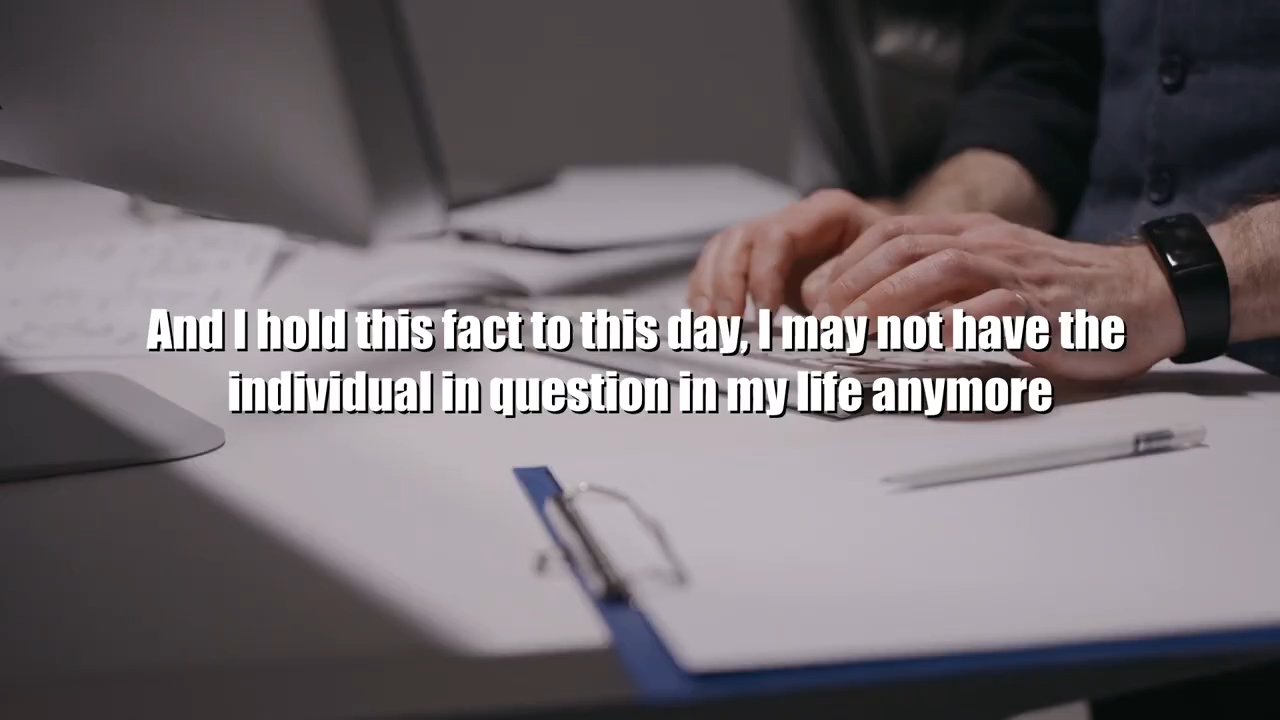 And I hold this fact to this day, I may not have the
individual in question in my life anymore